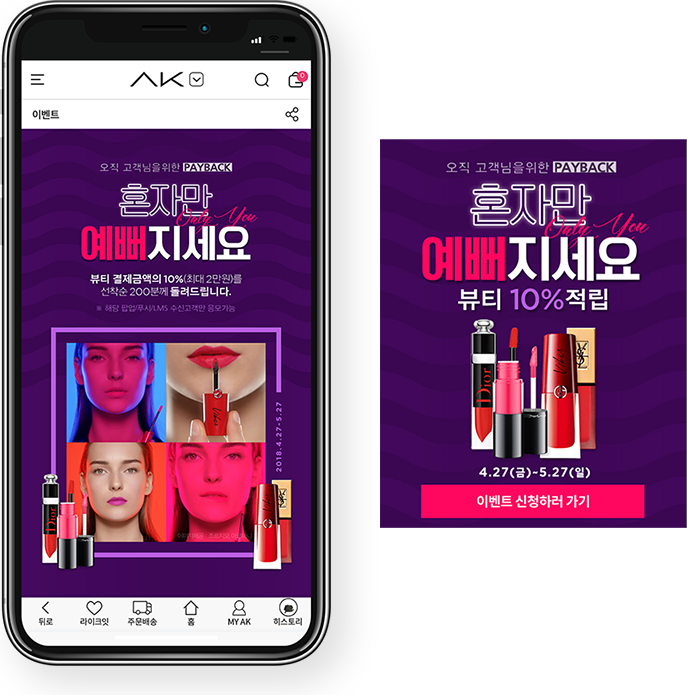 AK
0
이벤트
오직 고객님을위한 PAYBACK
혼자만
Only. You
예뻐지세요
뷰티 결제금액의 10%(최대 2만원)를
선착순 200분께 돌려드립니다.
※ 해당 팝업/푸시/LMS 수신고객만 응모가능
2018.4.27-5.27
Dior
뒤로
라이크잇
주문배송
홈
MY AK
히스토리
오직 고객님을위한 PAYBACK
혼자만
Only. You
예뻐지세요
뷰티 10%적립
Dior
4.27(금)~5.27(일)
이벤트 신청하러 가기